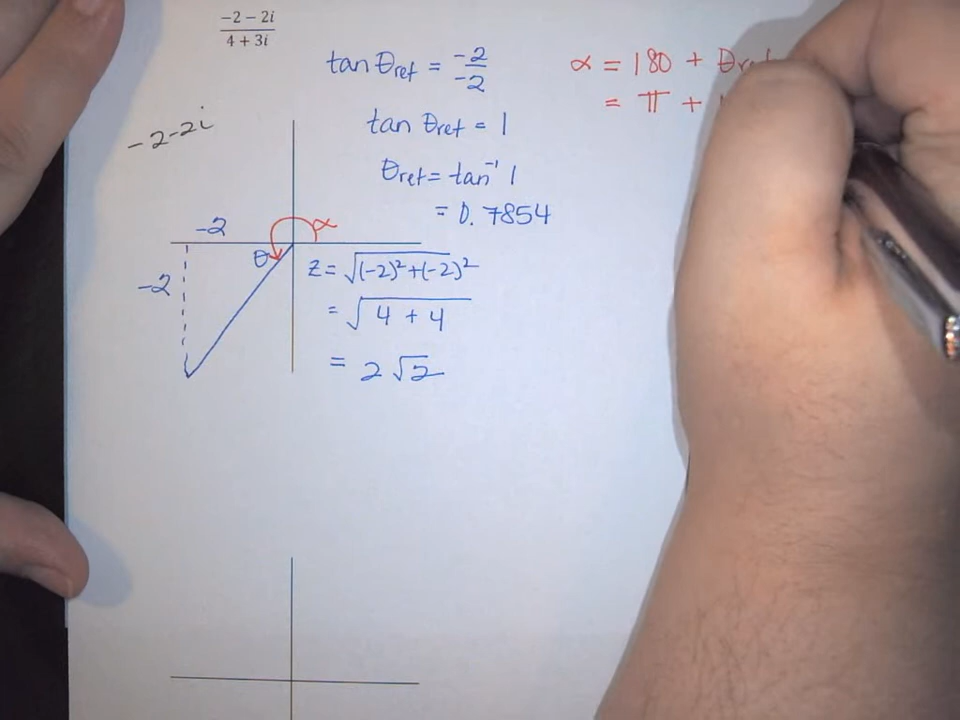 -2 - 2i
4 + 3i
tan θref = -2/-2
tan θref = 1
θref = tan⁻¹ 1
= 0.7854
α = 180 +
= π +
-2-2i
-2
α
θ
-2
z = √(-2)²+(-2)²
= √4 + 4
= 2√2